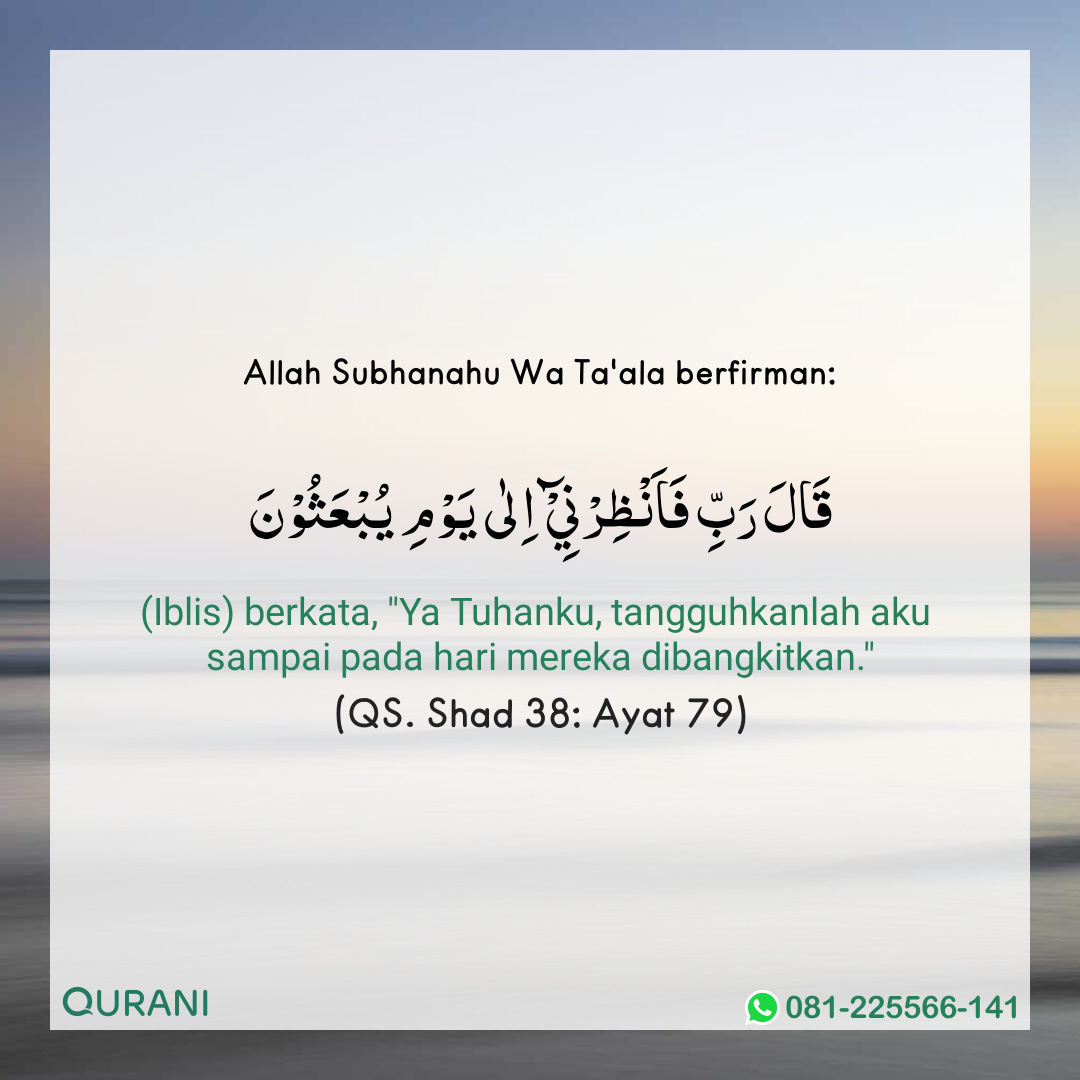 Allah Subhanahu Wa Ta'ala berfirman:
قَالَ رَبِّ فَاَنْظِرْنِيْٓ اِلٰى يَوْمِ يُبْعَثُوْنَ
(Iblis) berkata, "Ya Tuhanku, tangguhkanlah aku
sampai pada hari mereka dibangkitkan."
(QS. Shad 38: Ayat 79)
QURANI
081-225566-141